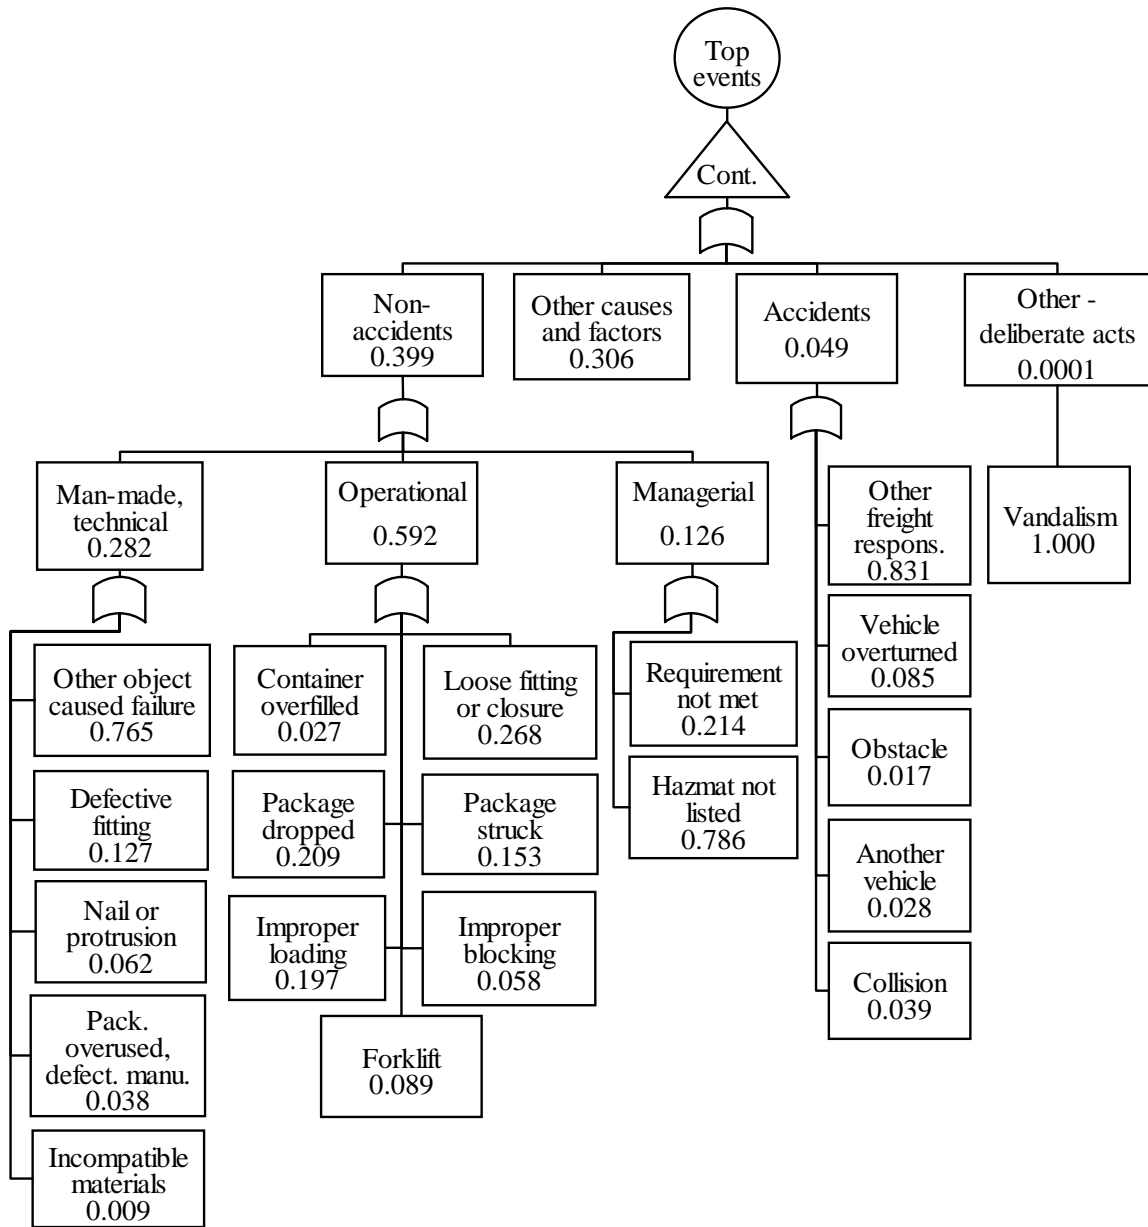 Top
events
Cont.
Non-
accidents
0.399
Other causes
and factors
0.306
Accidents
0.049
Other -
deliberate acts
0.0001
Man-made,
technical
0.282
Operational
0.592
Managerial
0.126
Other
freight
respons.
0.831
Vandalism
1.000
Other object
caused failure
0.765
Container
overfilled
0.027
Loose fitting
or closure
0.268
Requirement
not met
0.214
Vehicle
overturned
0.085
Defective
fitting
0.127
Package
dropped
0.209
Package
struck
0.153
Hazmat not
listed
0.786
Obstacle
0.017
Nail or
protrusion
0.062
Improper
loading
0.197
Improper
blocking
0.058
Another
vehicle
0.028
Pack.
overused,
defect. manu.
0.038
Forklift
0.089
Collision
0.039
Incompatible
materials
0.009